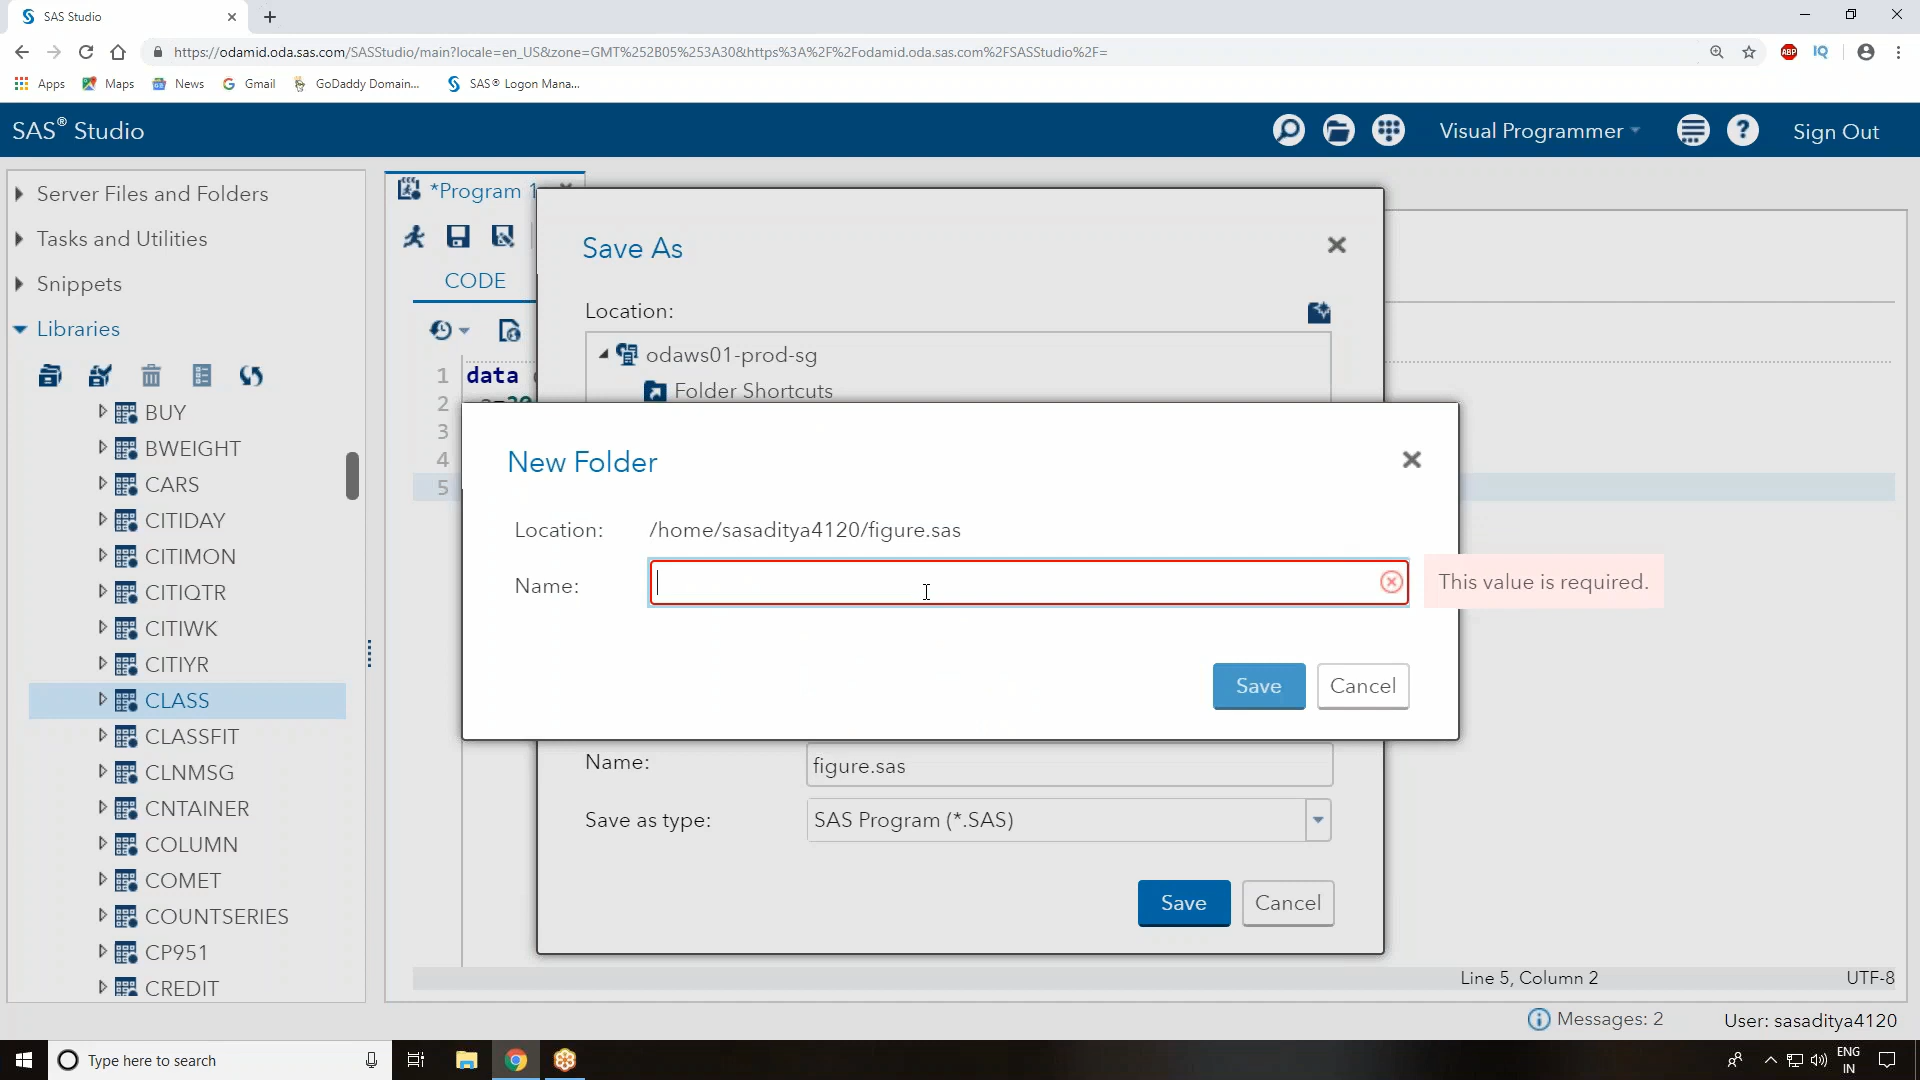 SAS Studio
https://odamid.oda.sas.com/SASStudio/main?locale=en_US&zone=GMT%252B05%253A30&https%3A%2F%2Fodamid.oda.sas.com%2FSASStudio%2F=
ABP
IQ
Apps
Maps
News
Gmail
GoDaddy Domain...
SAS® Logon Mana...
SAS® Studio
Visual Programmer
?
Sign Out
Server Files and Folders
Tasks and Utilities
Snippets
Libraries
BUY
BWEIGHT
CARS
CITIDAY
CITIMON
CITIQTR
CITIWK
CITIYR
CLASS
CLASSFIT
CLNMSG
CNTAINER
COLUMN
COMET
COUNTSERIES
CP951
CREDIT
*Program 1
CODE
1 data
2
3
4
5
Save As
Location:
odaws01-prod-sg
Folder Shortcuts
New Folder
Location: /home/sasaditya4120/figure.sas
Name:
This value is required.
Save Cancel
Name: figure.sas
Save as type: SAS Program (*.SAS)
Save Cancel
Line 5, Column 2
UTF-8
Messages: 2
User: sasaditya4120
Type here to search
ENG
IN